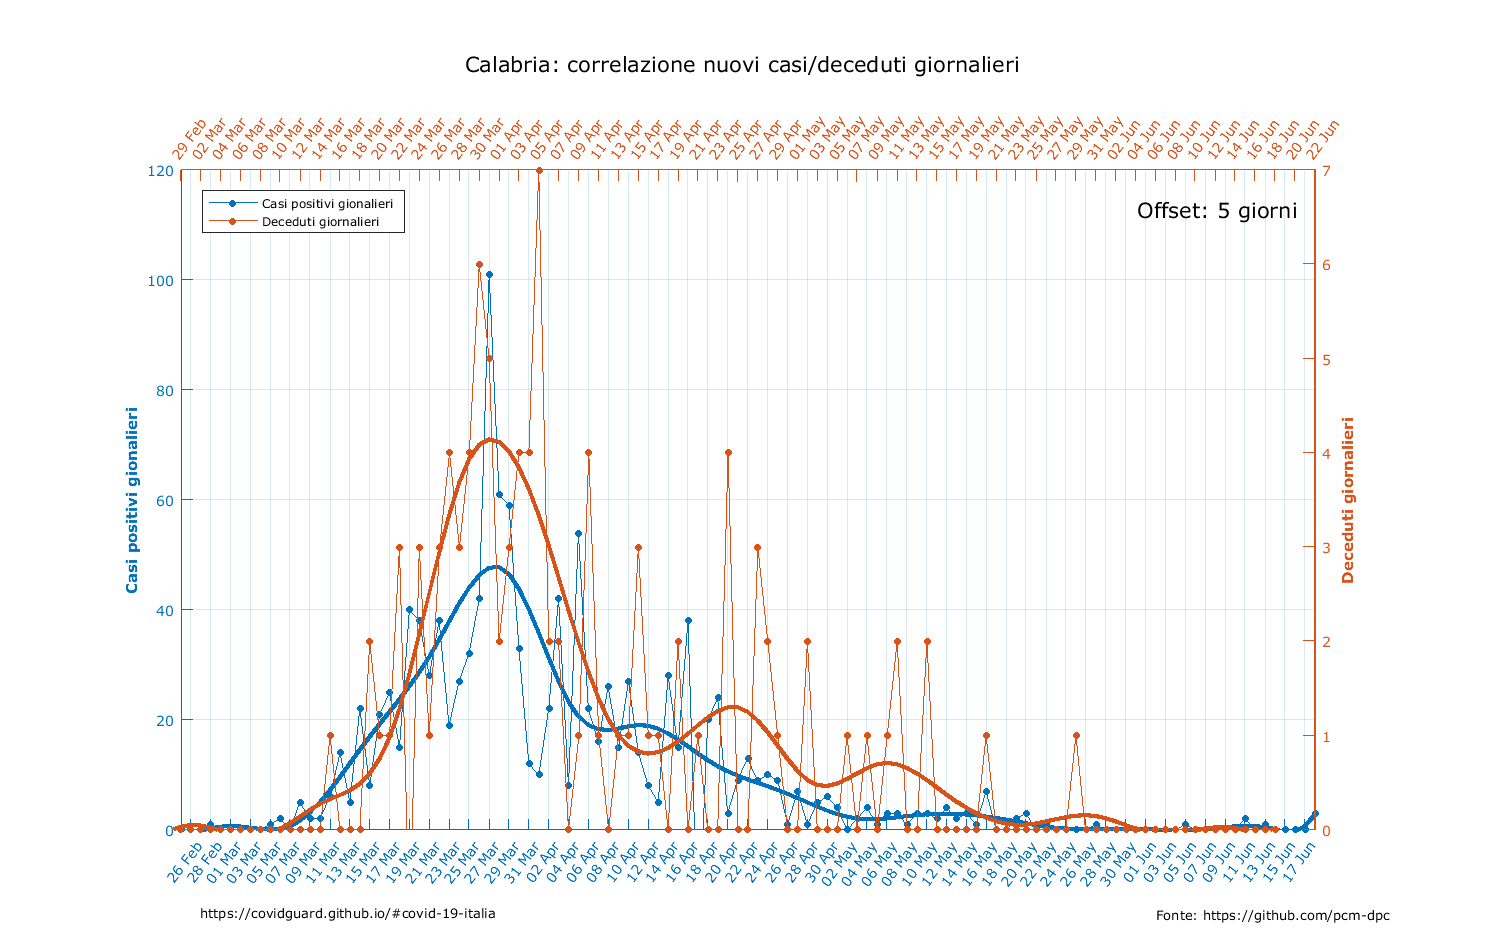 Calabria: correlazione nuovi casi/deceduti giornalieri
29 Feb
02 Mar
04 Mar
06 Mar
08 Mar
10 Mar
12 Mar
14 Mar
16 Mar
18 Mar
20 Mar
22 Mar
24 Mar
26 Mar
28 Mar
30 Mar
01 Apr
03 Apr
05 Apr
07 Apr
09 Apr
11 Apr
13 Apr
15 Apr
17 Apr
19 Apr
21 Apr
23 Apr
25 Apr
27 Apr
29 Apr
01 May
03 May
05 May
07 May
09 May
11 May
13 May
15 May
17 May
19 May
21 May
23 May
25 May
27 May
29 May
31 May
02 Jun
04 Jun
06 Jun
08 Jun
10 Jun
12 Jun
14 Jun
16 Jun
18 Jun
20 Jun
22 Jun
120
100
80
60
40
20
0
Casi positivi gionalieri
Casi positivi gionalieri
Deceduti giornalieri
Offset: 5 giorni
7
6
5
4
3
2
1
0
Deceduti giornalieri
26 Feb
28 Feb
01 Mar
03 Mar
05 Mar
07 Mar
09 Mar
11 Mar
13 Mar
15 Mar
17 Mar
19 Mar
21 Mar
23 Mar
25 Mar
27 Mar
29 Mar
31 Mar
02 Apr
04 Apr
06 Apr
08 Apr
10 Apr
12 Apr
14 Apr
16 Apr
18 Apr
20 Apr
22 Apr
24 Apr
26 Apr
28 Apr
30 Apr
02 May
04 May
06 May
08 May
10 May
12 May
14 May
16 May
18 May
20 May
22 May
24 May
26 May
28 May
30 May
01 Jun
03 Jun
05 Jun
07 Jun
09 Jun
11 Jun
13 Jun
15 Jun
17 Jun
https://covidguard.github.io/#covid-19-italia
Fonte: https://github.com/pcm-dpc